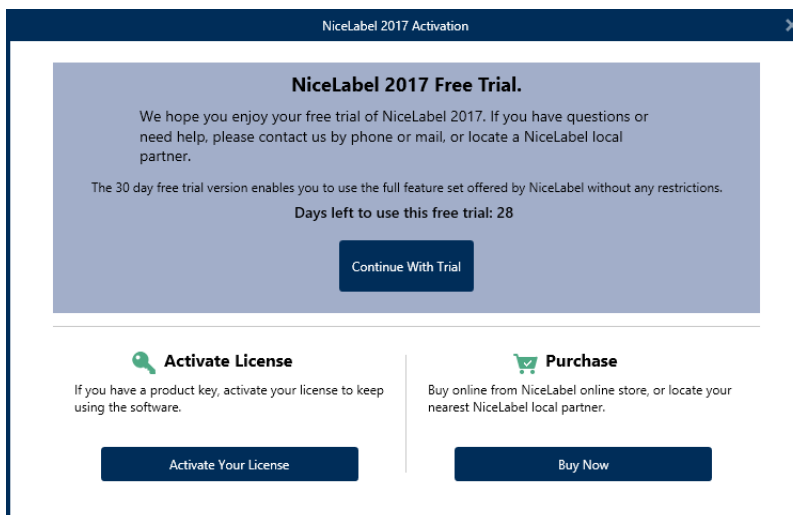 NiceLabel 2017 Activation
NiceLabel 2017 Free Trial.
We hope you enjoy your free trial of NiceLabel 2017. If you have questions or
need help, please contact us by phone or mail, or locate a NiceLabel local
partner.
The 30 day free trial version enables you to use the full feature set offered by NiceLabel without any restrictions.
Days left to use this free trial: 28
Continue With Trial
Activate License
If you have a product key, activate your license to keep
using the software.
Activate Your License
Purchase
Buy online from NiceLabel online store, or locate your
nearest NiceLabel local partner.
Buy Now